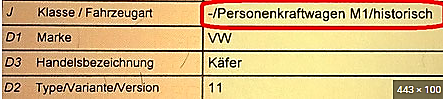 J Klasse / Fahrzeugart -/Personenkraftwagen M1/historisch
D1 Marke VW
D3 Handelsbezeichnung Käfer
D2 Type/Variante/Version 11
443 × 100